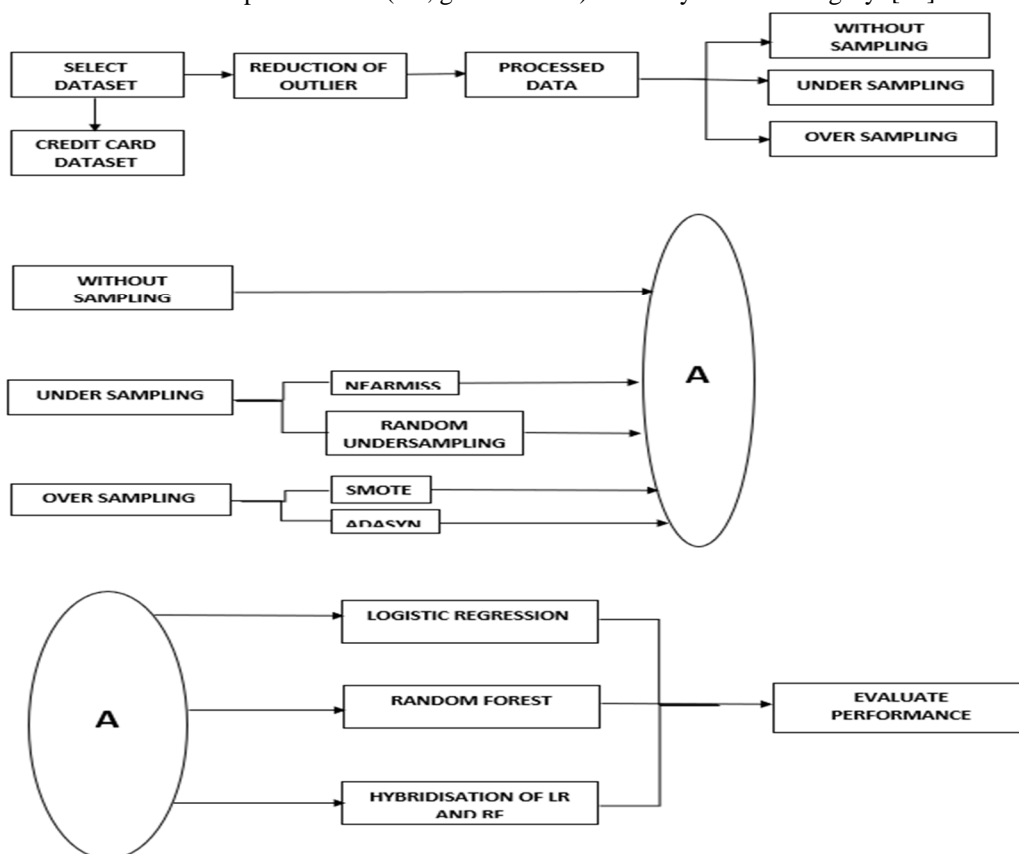 SELECT
DATASET
REDUCTION OF
OUTLIER
PROCESSED
DATA
WITHOUT
SAMPLING
UNDER SAMPLING
OVER SAMPLING
CREDIT CARD
DATASET
WITHOUT
SAMPLING
UNDER SAMPLING
NEARMISS
RANDOM
UNDERSAMPLING
OVER SAMPLING
SMOTE
ADASYN
A
A
LOGISTIC REGRESSION
RANDOM FOREST
HYBRIDISATION OF LR
AND RF
EVALUATE
PERFORMANCE